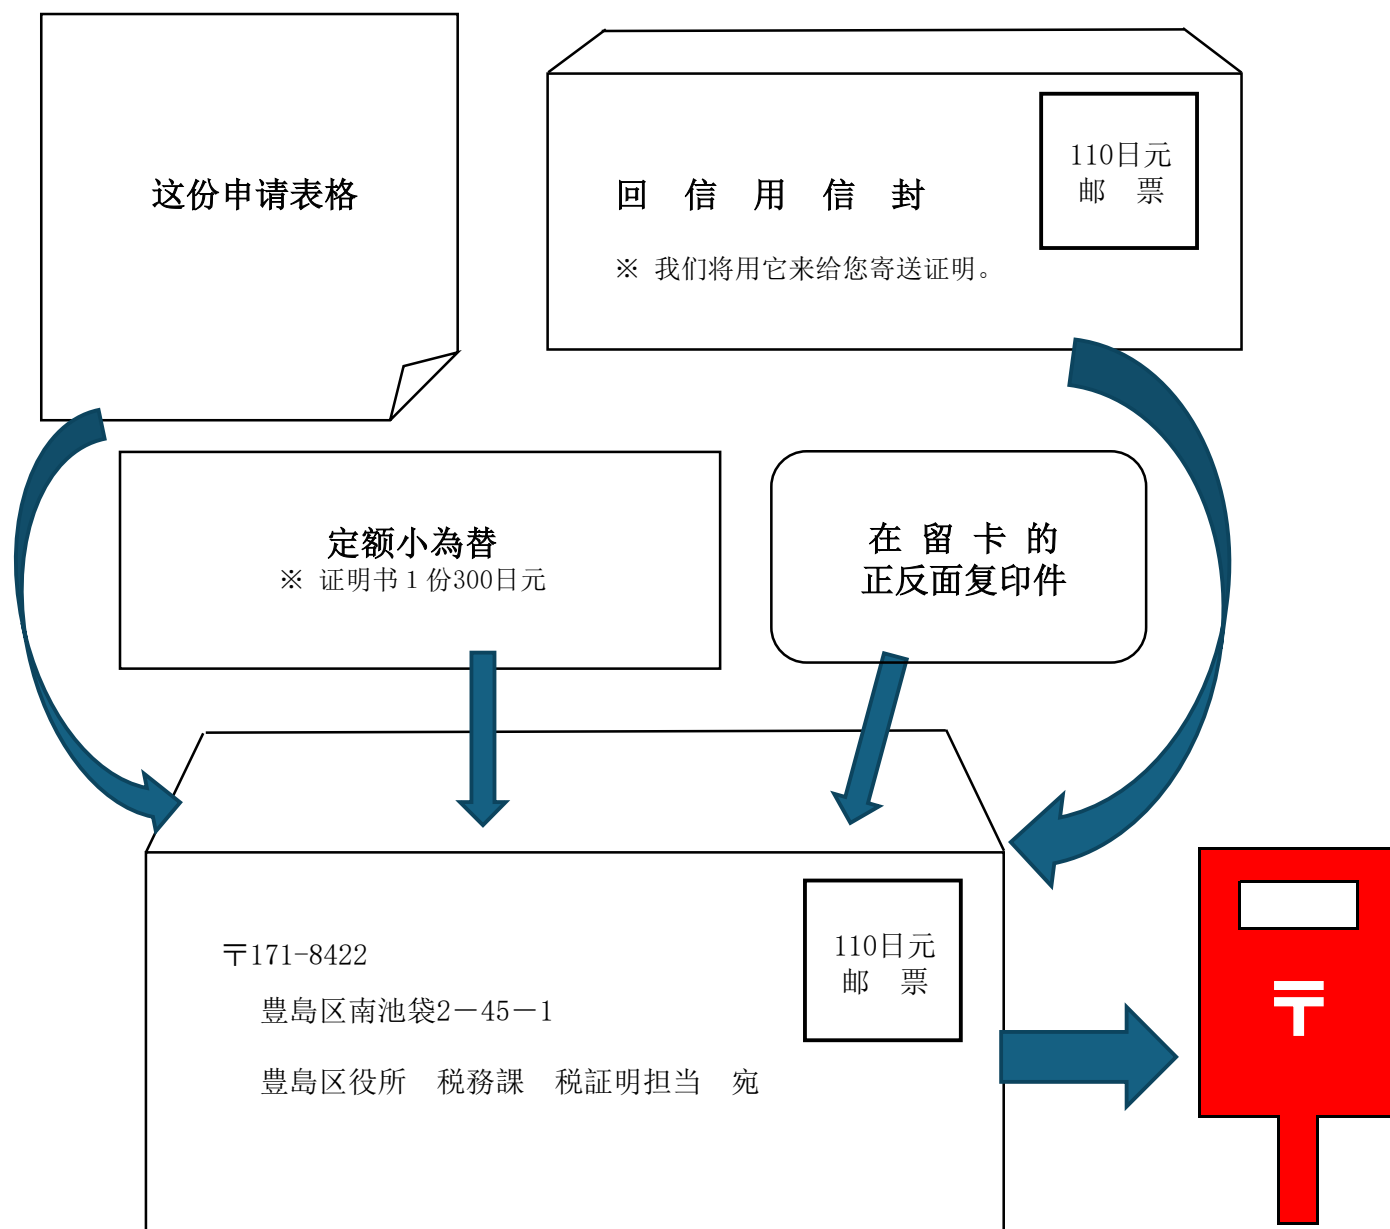 这份申请表格
回 信 用 信 封
※ 我们将用它来给您寄送证明。
110日元
邮 票
定额小為替
※ 证明书１份300日元
在 留 卡 的
正反面复印件
〒171-8422
豊島区南池袋2－45－1
豊島区役所　税務課　税証明担当　宛
110日元
邮 票
〒